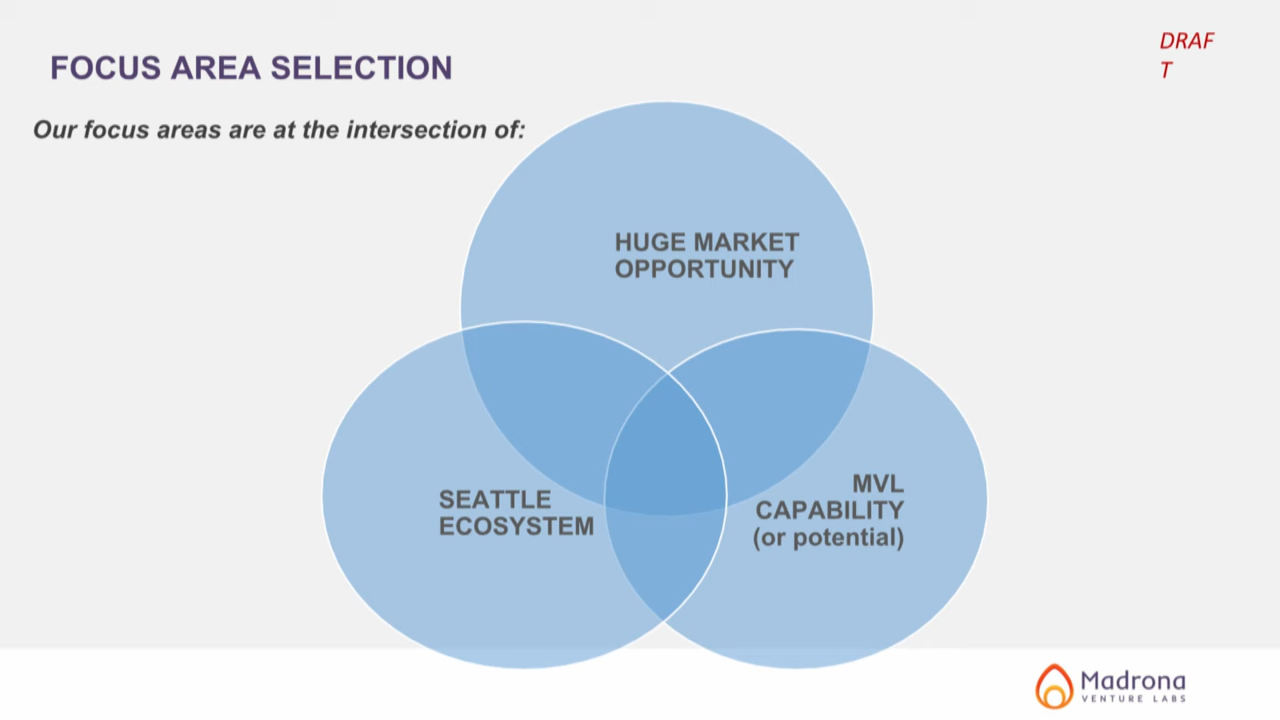 FOCUS AREA SELECTION
DRAF
T
Our focus areas are at the intersection of:
HUGE MARKET
OPPORTUNITY
SEATTLE
ECOSYSTEM
MVL
CAPABILITY
(or potential)
Madrona
VENTURE LABS